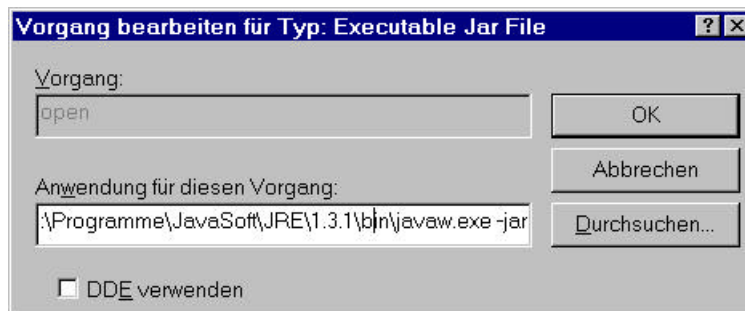 Vorgang bearbeiten für Typ: Executable Jar File
Vorgang:
open
OK
Abbrechen
Anwendung für diesen Vorgang:
:\Programme\JavaSoft\JRE\1.3.1\bin\javaw.exe -jar
Durchsuchen...
DDE verwenden